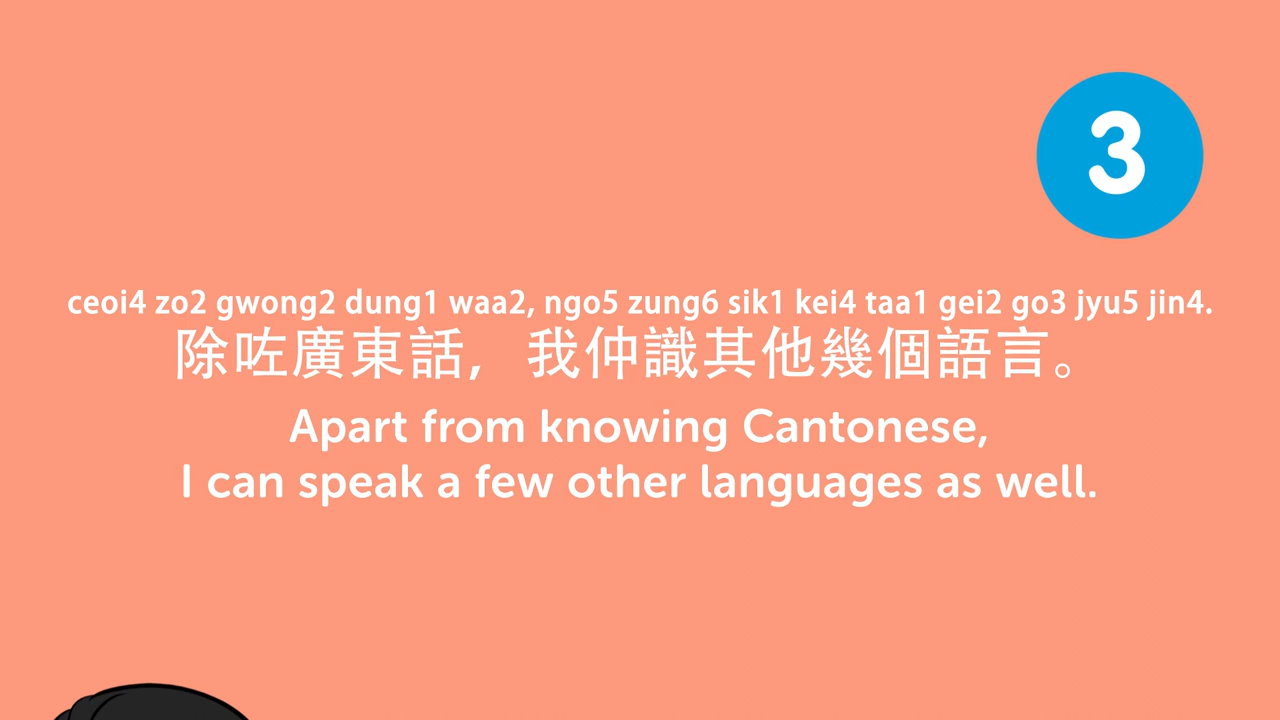 3
ceoi4 zo2 gwong2 dung1 waa2, ngo5 zung6 sik1 kei4 taa1 gei2 go3 jyu5 jin4.
除咗廣東話，我仲識其他幾個語言。
Apart from knowing Cantonese,
I can speak a few other languages as well.